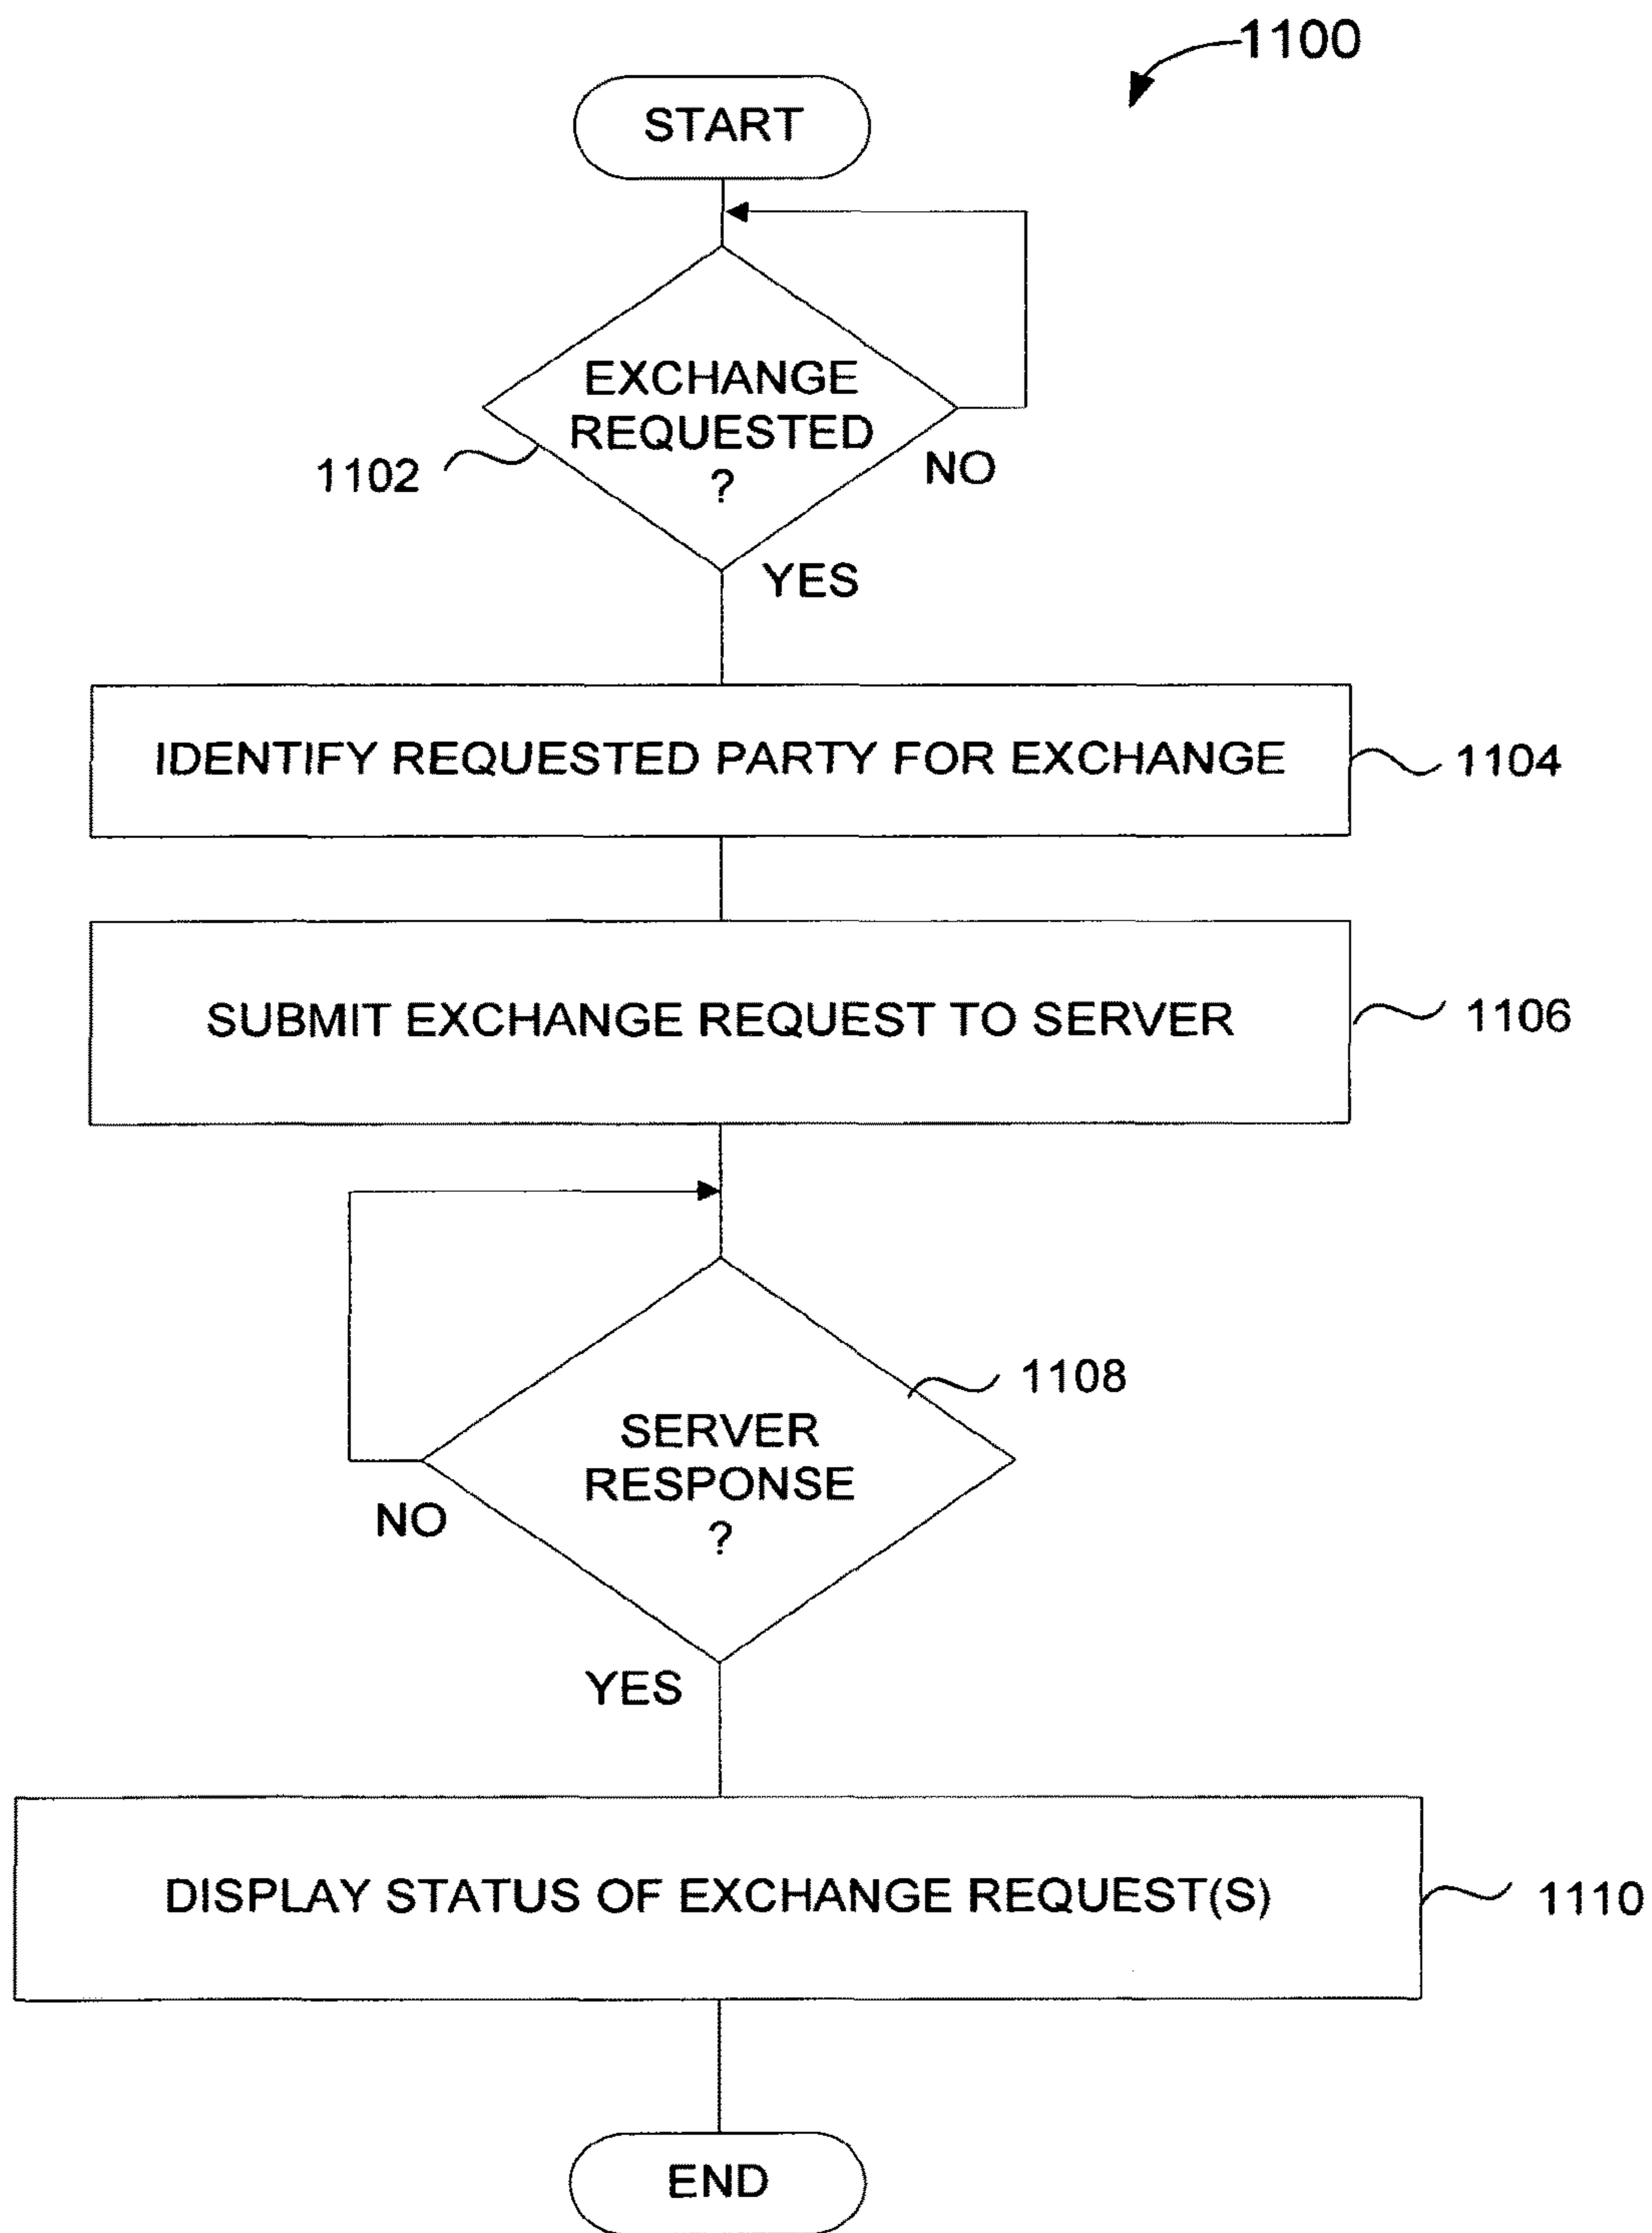 1100
START
EXCHANGE
REQUESTED
?
1102
NO
YES
IDENTIFY REQUESTED PARTY FOR EXCHANGE
1104
SUBMIT EXCHANGE REQUEST TO SERVER
1106
1108
SERVER
RESPONSE
?
NO
YES
DISPLAY STATUS OF EXCHANGE REQUEST(S)
1110
END